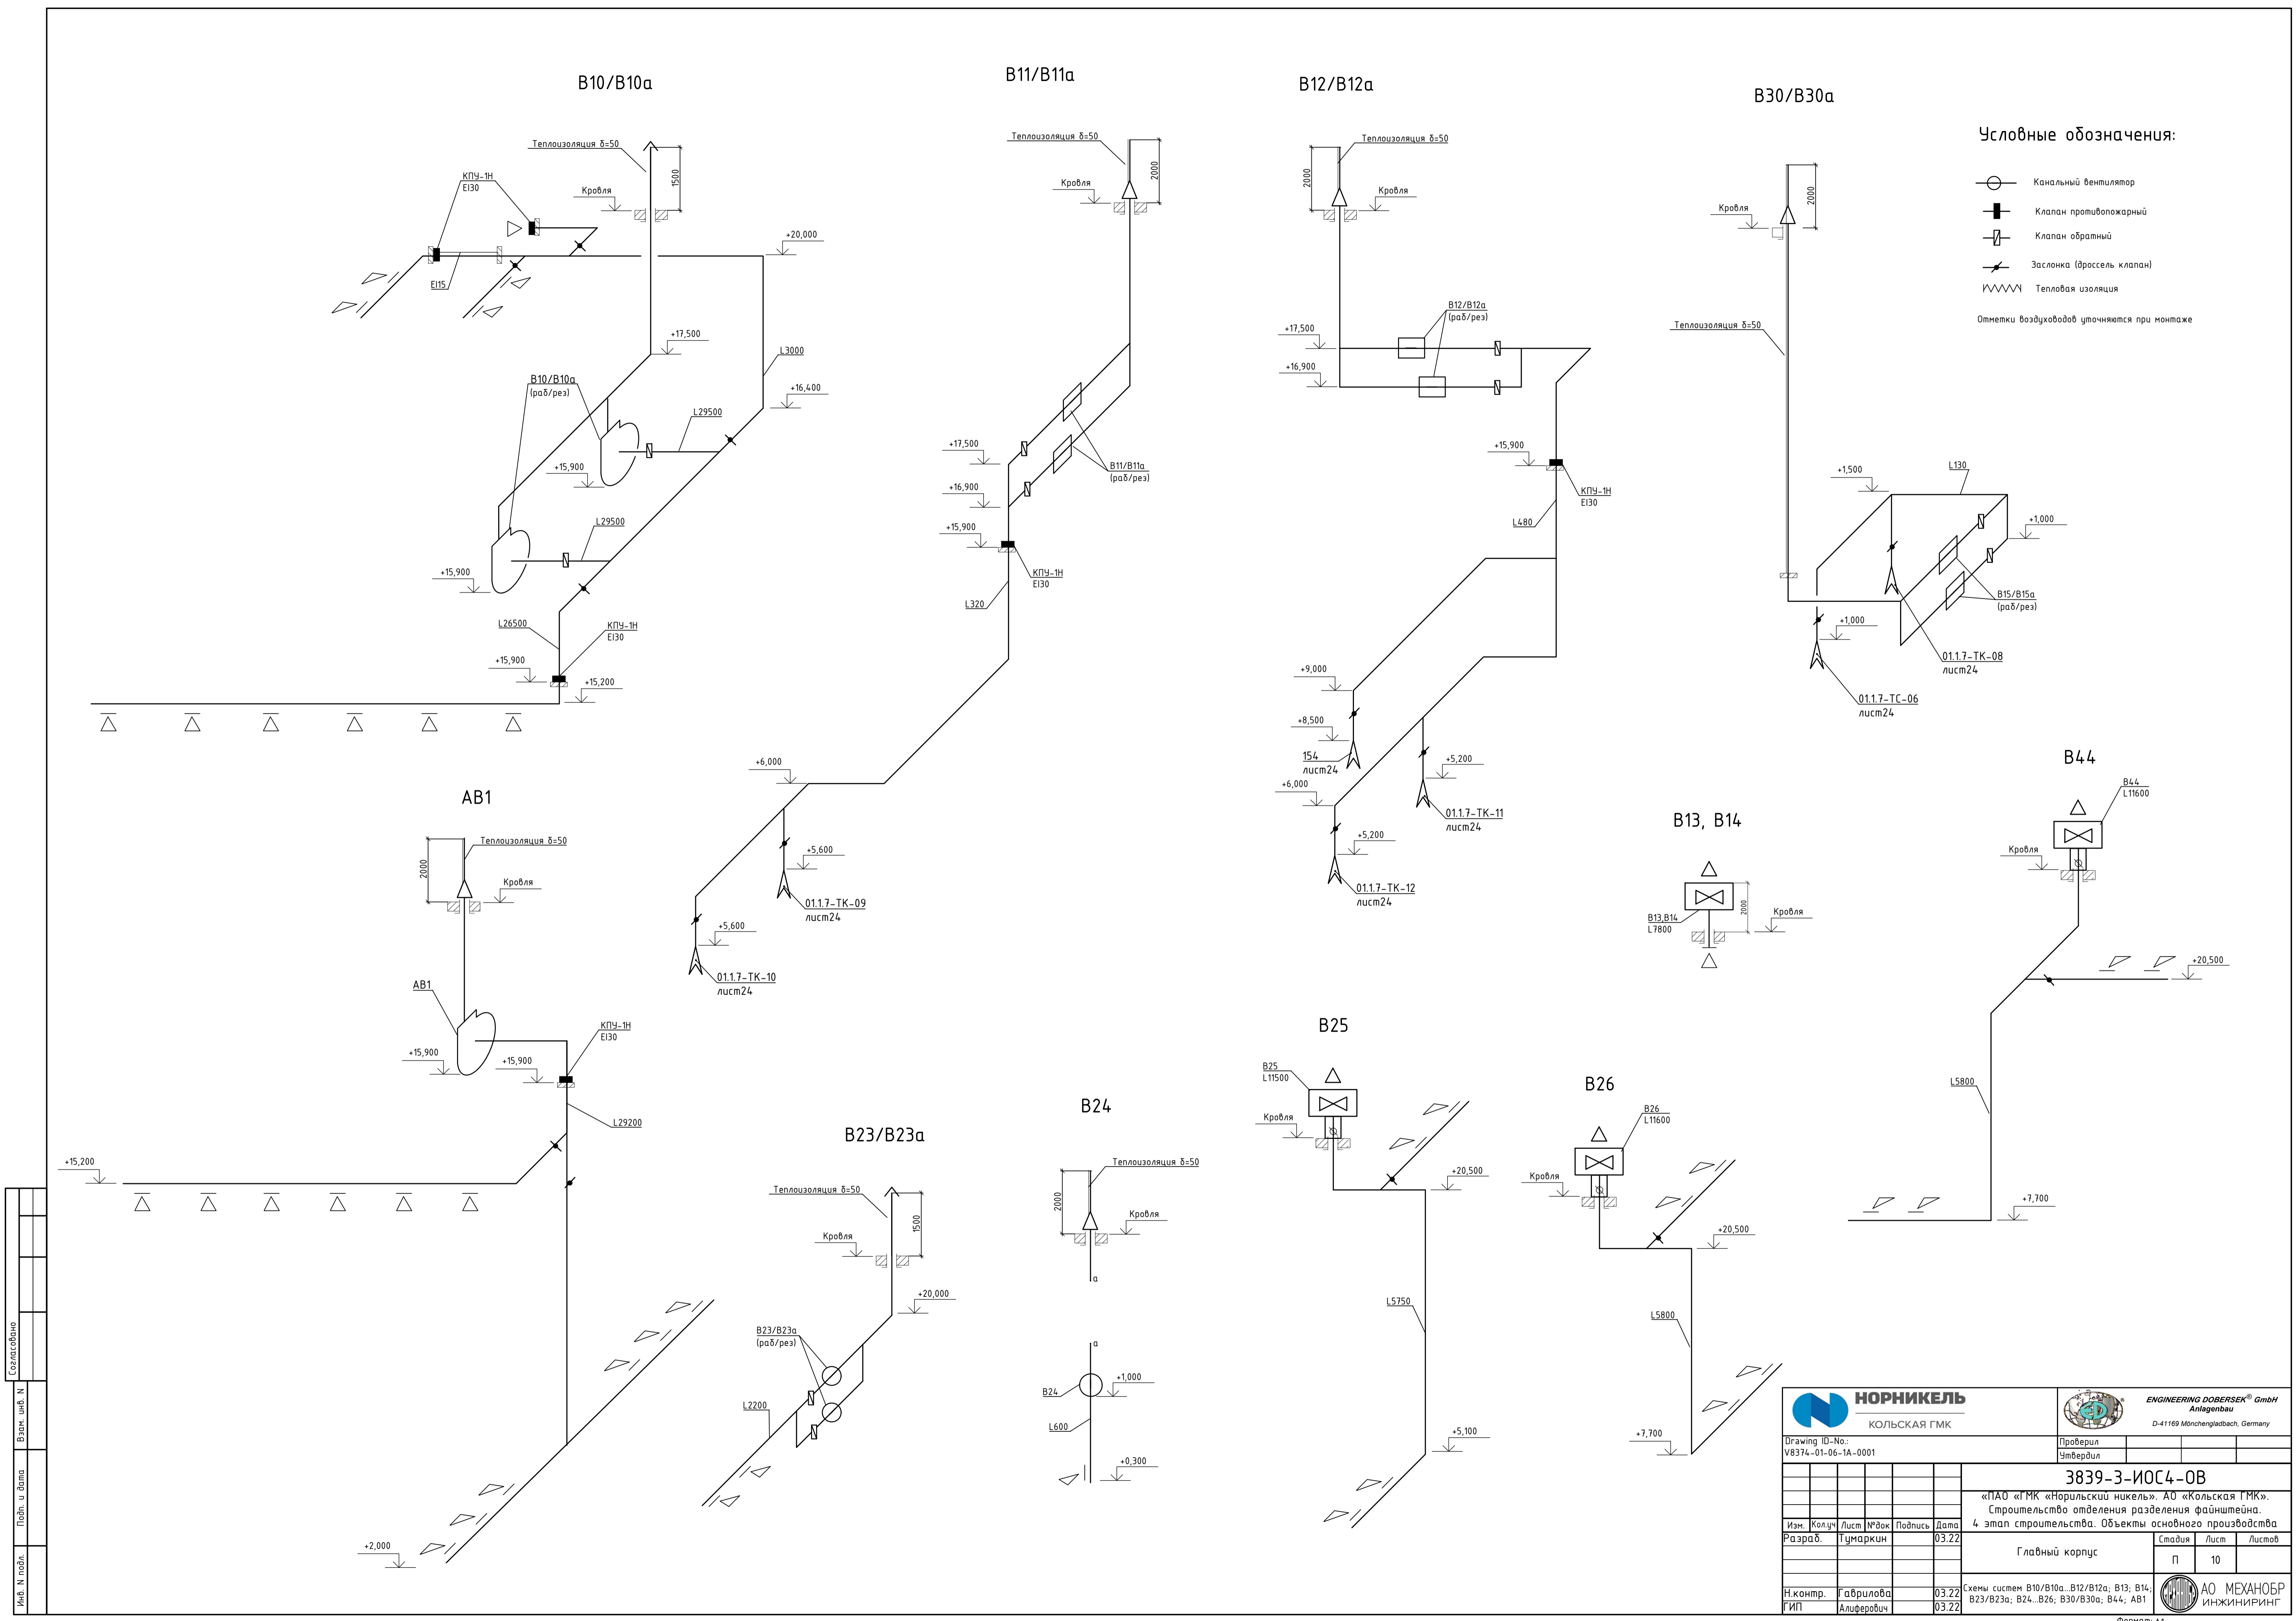 В10/В10а
Теплоизоляция δ=50
КПУ-1Н
EI30
Кровля
1500
EI15
+20,000
+17,500
L3000
+16,400
В10/В10а
(раб/рез)
L29500
+15,900
L29500
+15,900
L26500
КПУ-1Н
EI30
+15,900
+15,200
В11/В11а
Теплоизоляция δ=50
2000
Кровля
+17,500
+16,900
+15,900
В11/В11а
(раб/рез)
КПУ-1Н
EI30
L320
+6,000
+5,600
01.1.7-ТК-09
лист24
+5,600
01.1.7-ТК-10
лист24
В12/В12а
Теплоизоляция δ=50
2000
Кровля
В12/В12а
(раб/рез)
+17,500
+16,900
+15,900
КПУ-1Н
EI30
L480
+9,000
+8,500
154
лист24
+6,000
+5,200
01.1.7-ТК-11
лист24
+5,200
01.1.7-ТК-12
лист24
В30/В30а
2000
Кровля
Теплоизоляция δ=50
+1,500
L130
+1,000
В15/В15а
(раб/рез)
+1,000
01.1.7-ТК-08
лист24
01.1.7-ТС-06
лист24
Условные обозначения:
Канальный вентилятор
Клапан противопожарный
Клапан обратный
Заслонка (дроссель клапан)
Тепловая изоляция
Отметки воздуховодов уточняются при монтаже
АВ1
Теплоизоляция δ=50
2000
Кровля
АВ1
+15,900
+15,900
КПУ-1Н
EI30
L29200
+15,200
+2,000
В23/В23а
Теплоизоляция δ=50
1500
Кровля
+20,000
В23/В23а
(раб/рез)
L2200
В24
Теплоизоляция δ=50
2000
Кровля
а
а
В24
+1,000
L600
+0,300
В25
В25
L11500
Кровля
+20,500
L5750
+5,100
В26
В26
L11600
Кровля
+20,500
L5800
+7,700
В13, В14
В13,В14
L7800
2000
Кровля
В44
В44
L11600
Кровля
+20,500
L5800
+7,700
Согласовано
Взам. инв. N
Подп. и дата
Инв. N подл.
НОРНИКЕЛЬ
КОЛЬСКАЯ ГМК
ENGINEERING DOBERSEK® GmbH
Anlagenbau
D-41169 Mönchengladbach, Germany
Drawing ID-No.:
V8374-01-06-1A-0001
Проверил
Утвердил
3839-3-ИОС4-ОВ
«ПАО «ГМК «Норильский никель». АО «Кольская ГМК».
Строительство отделения разделения файнштейна.
4 этап строительства. Объекты основного производства
Изм. Кол.уч Лист №док Подпись Дата
Разраб. Тумаркин 03.22
Главный корпус
Стадия Лист Листов
П 10
Н.контр. Гаврилова 03.22
ГИП Алиферович 03.22
Схемы систем В10/В10а...В12/В12а; В13; В14;
В23/В23а; В24...В26; В30/В30а; В44; АВ1
АО МЕХАНОБР
ИНЖИНИРИНГ